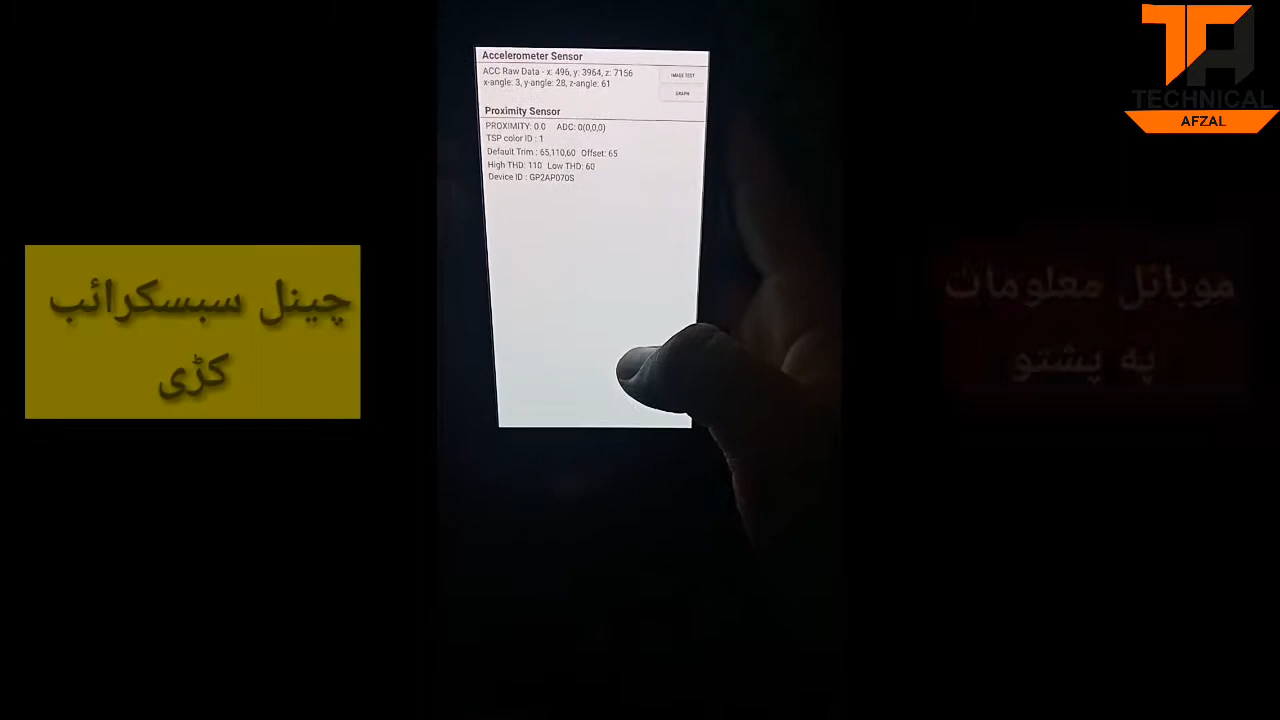 Accelerometer Sensor
ACC Raw Data - x: 496, y: 3964, z: 7156
x-angle: 3, y-angle: 28, z-angle: 61
IMAGE TEST
GRAPH
Proximity Sensor
PROXIMITY: 0.0 ADC: 0(0,0,0)
TSP color ID : 1
Default Trim : 65,110,60 Offset: 65
High THD: 110 Low THD: 60
Device ID : GP2AP070S
TA
TECHNICAL
AFZAL
چینل سبسکرائب
کړی
موبائل معلومات
په پښتو